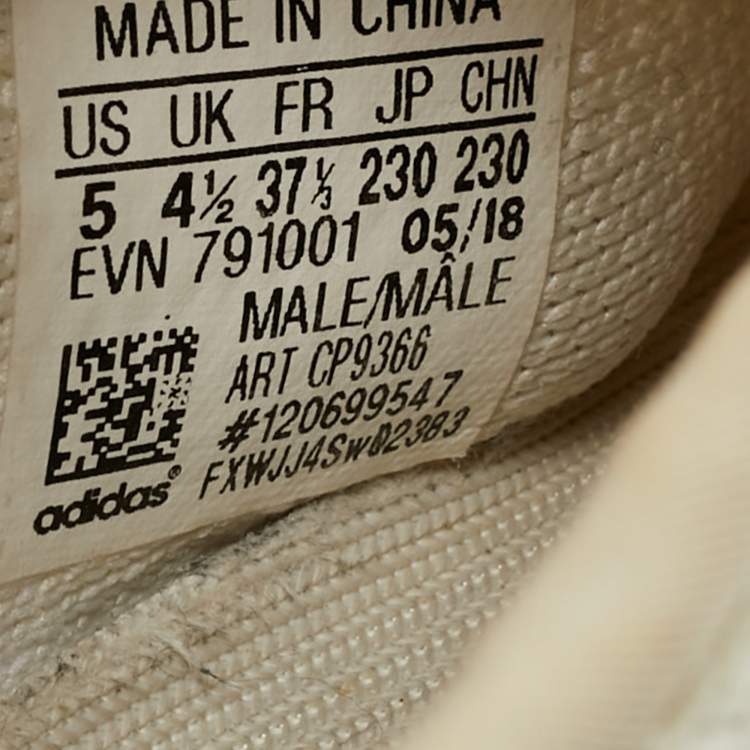 MADE IN CHINA
US UK FR JP CHN
5 4½ 37⅓ 230 230
EVN 791001 05/18
MALE/MÂLE
ART CP9366
#120699547
adidas® FXWJJ4SwQ2383